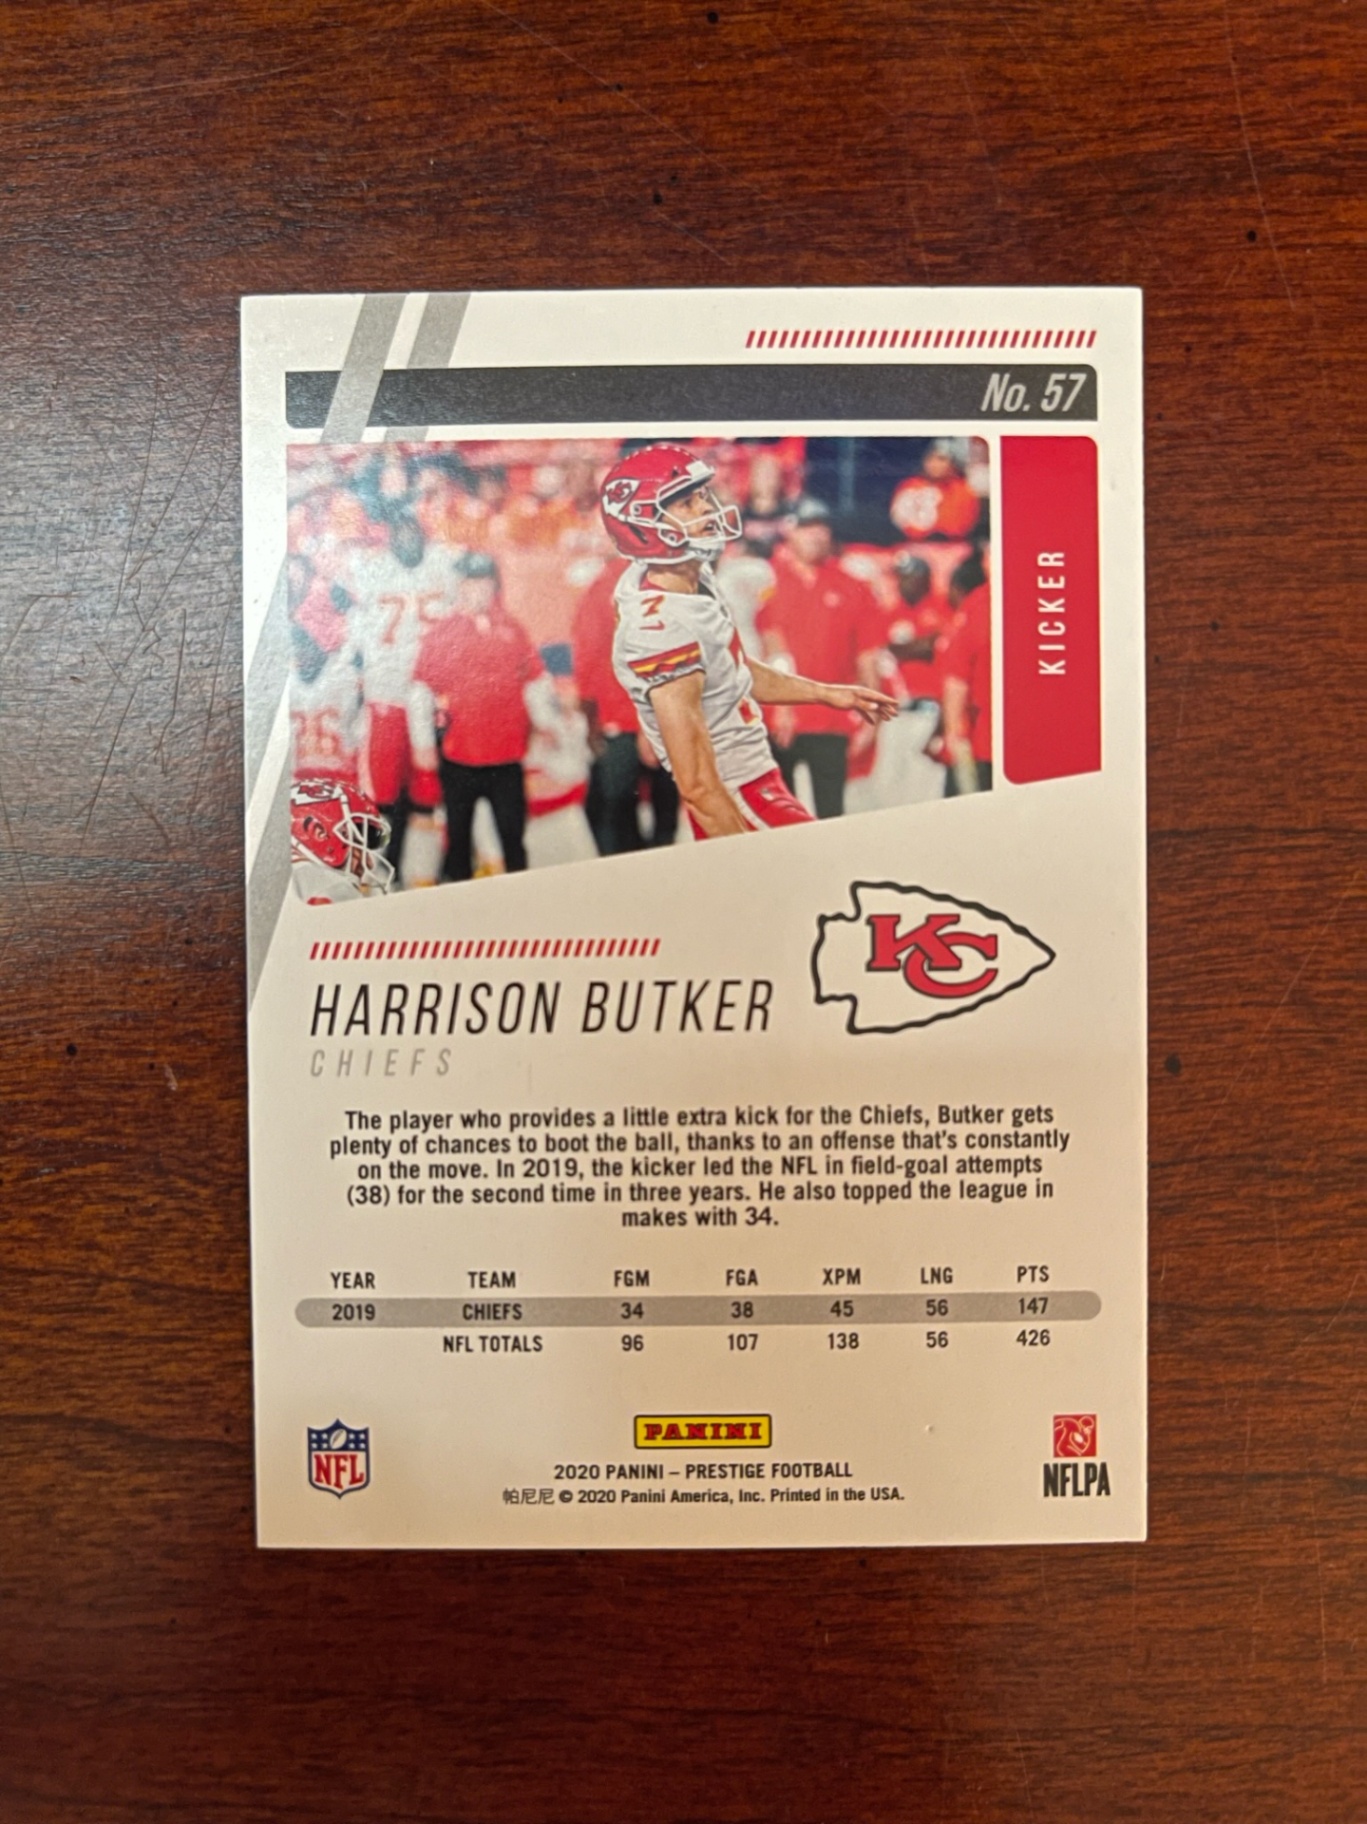 No. 57
KICKER
7
75
KC
HARRISON BUTKER
CHIEFS
The player who provides a little extra kick for the Chiefs, Butker gets
plenty of chances to boot the ball, thanks to an offense that's constantly
on the move. In 2019, the kicker led the NFL in field-goal attempts
(38) for the second time in three years. He also topped the league in
makes with 34.
YEAR TEAM FGM FGA XPM LNG PTS
2019 CHIEFS 34 38 45 56 147
NFL TOTALS 96 107 138 56 426
NFL
PANINI
2020 PANINI – PRESTIGE FOOTBALL
帕尼尼 © 2020 Panini America, Inc. Printed in the USA.
NFLPA